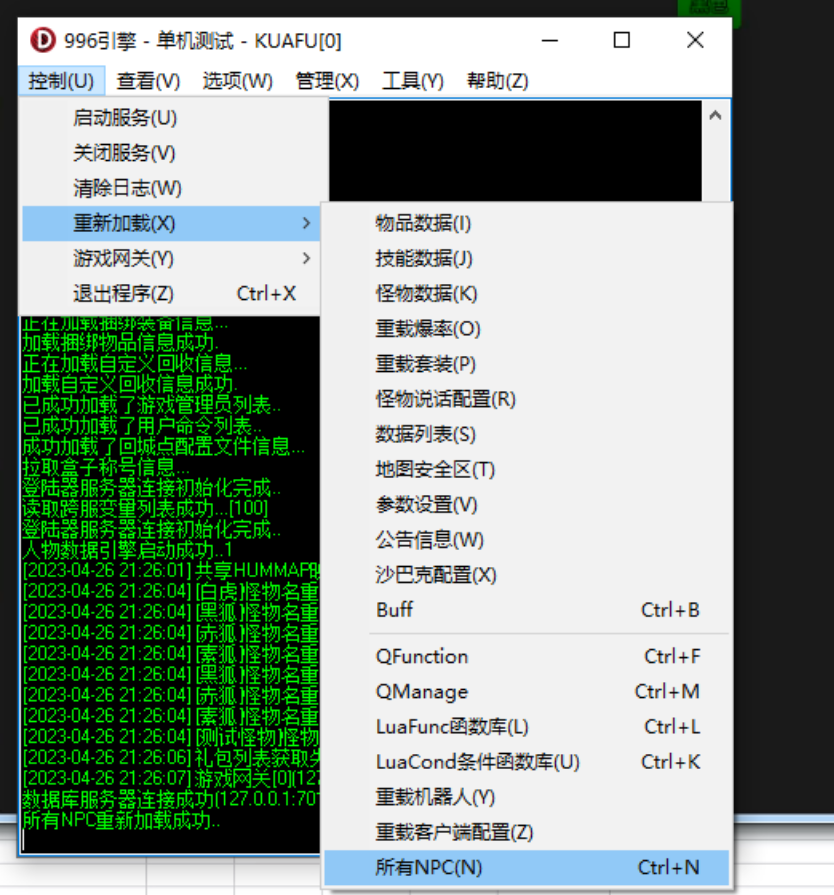 996引擎 - 单机测试 - KUAFU[0]
控制(U) 查看(V) 选项(W) 管理(X) 工具(Y) 帮助(Z)
启动服务(U)
关闭服务(V)
清除日志(W)
重新加载(X)
游戏网关(Y)
退出程序(Z) Ctrl+X
物品数据(I)
技能数据(J)
怪物数据(K)
重载爆率(O)
重载套装(P)
怪物说话配置(R)
数据列表(S)
地图安全区(T)
参数设置(V)
公告信息(W)
沙巴克配置(X)
Buff Ctrl+B
QFunction Ctrl+F
QManage Ctrl+M
LuaFunc函数库(L) Ctrl+L
LuaCond条件函数库(U) Ctrl+K
重载机器人(Y)
重载客户端配置(Z)
所有NPC(N) Ctrl+N
正在加载捆绑装备信息...
加载捆绑物品信息成功.
正在加载自定义回收信息...
加载自定义回收信息成功.
已成功加载了游戏管理员列表..
已成功加载了用户命令列表..
成功加载了回城点配置文件信息...
拉取盒子称号信息...
登陆器服务器连接初始化完成..
读取跨服变量列表成功...[100]
登陆器服务器连接初始化完成..
人物数据引擎启动成功..1
[2023-04-26 21:26:01] 共享HUMMAP
[2023-04-26 21:26:04] [白虎]怪物名重
[2023-04-26 21:26:04] [黑狐]怪物名重
[2023-04-26 21:26:04] [赤狐]怪物名重
[2023-04-26 21:26:04] [素狐]怪物名重
[2023-04-26 21:26:04] [黑狐]怪物名重
[2023-04-26 21:26:04] [赤狐]怪物名重
[2023-04-26 21:26:04] [素狐]怪物名重
[2023-04-26 21:26:04] [测试怪物]怪物
[2023-04-26 21:26:06] 礼包列表获取失
[2023-04-26 21:26:07] 游戏网关[0](12
数据库服务器连接成功(127.0.0.1:70
所有NPC重新加载成功..